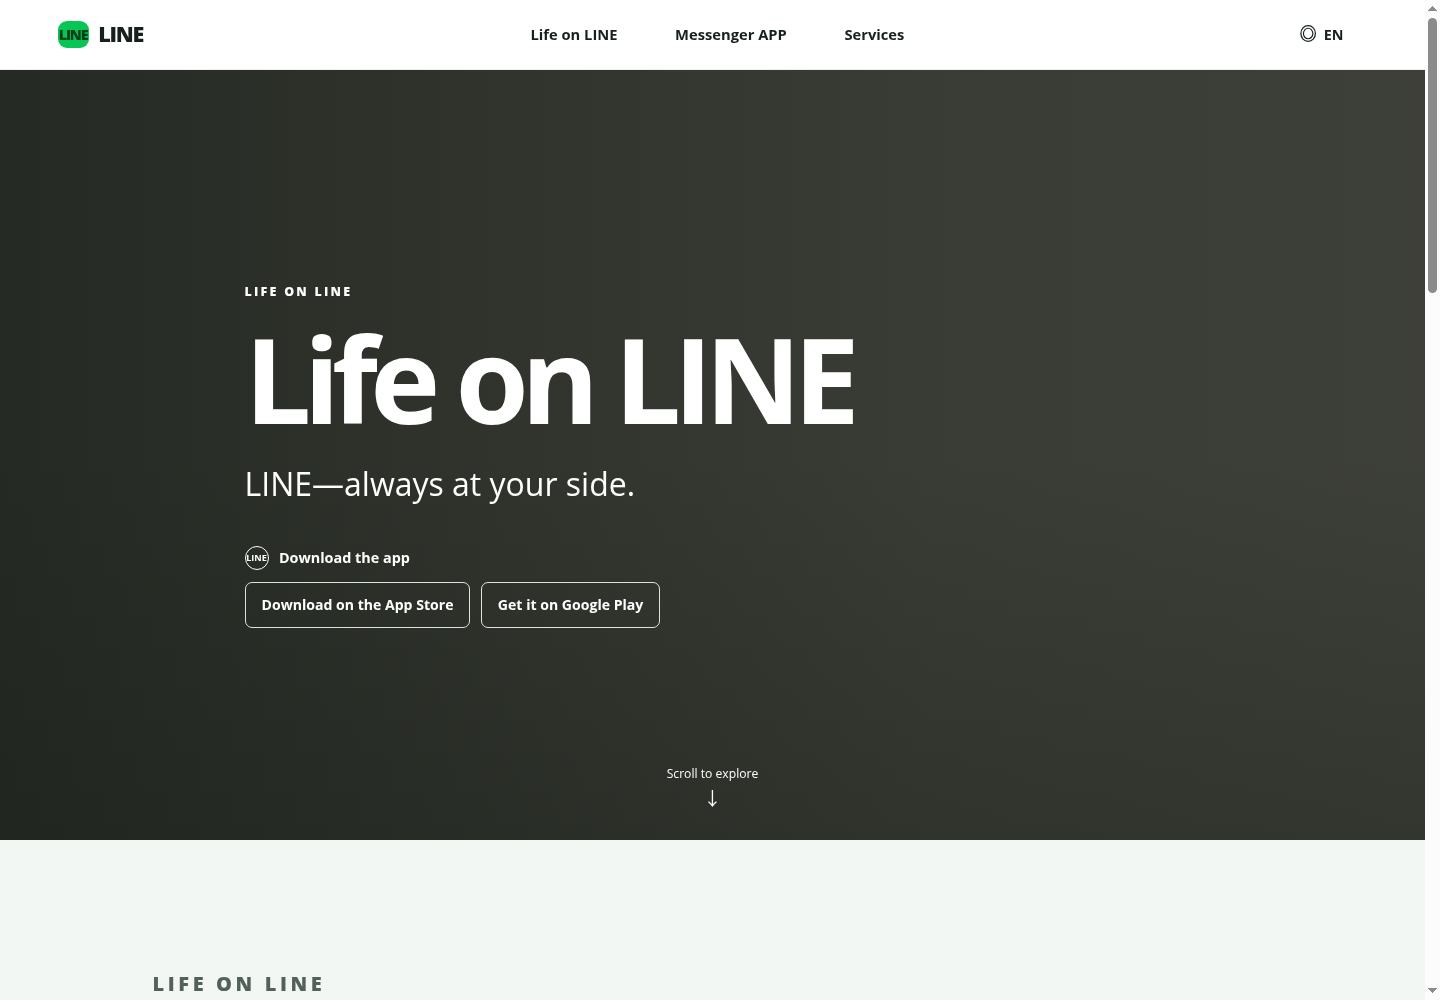 LINE LINE
Life on LINE
Messenger APP
Services
EN
LIFE ON LINE
Life on LINE
LINE—always at your side.
LINE Download the app
Download on the App Store
Get it on Google Play
Scroll to explore
↓
LIFE ON LINE